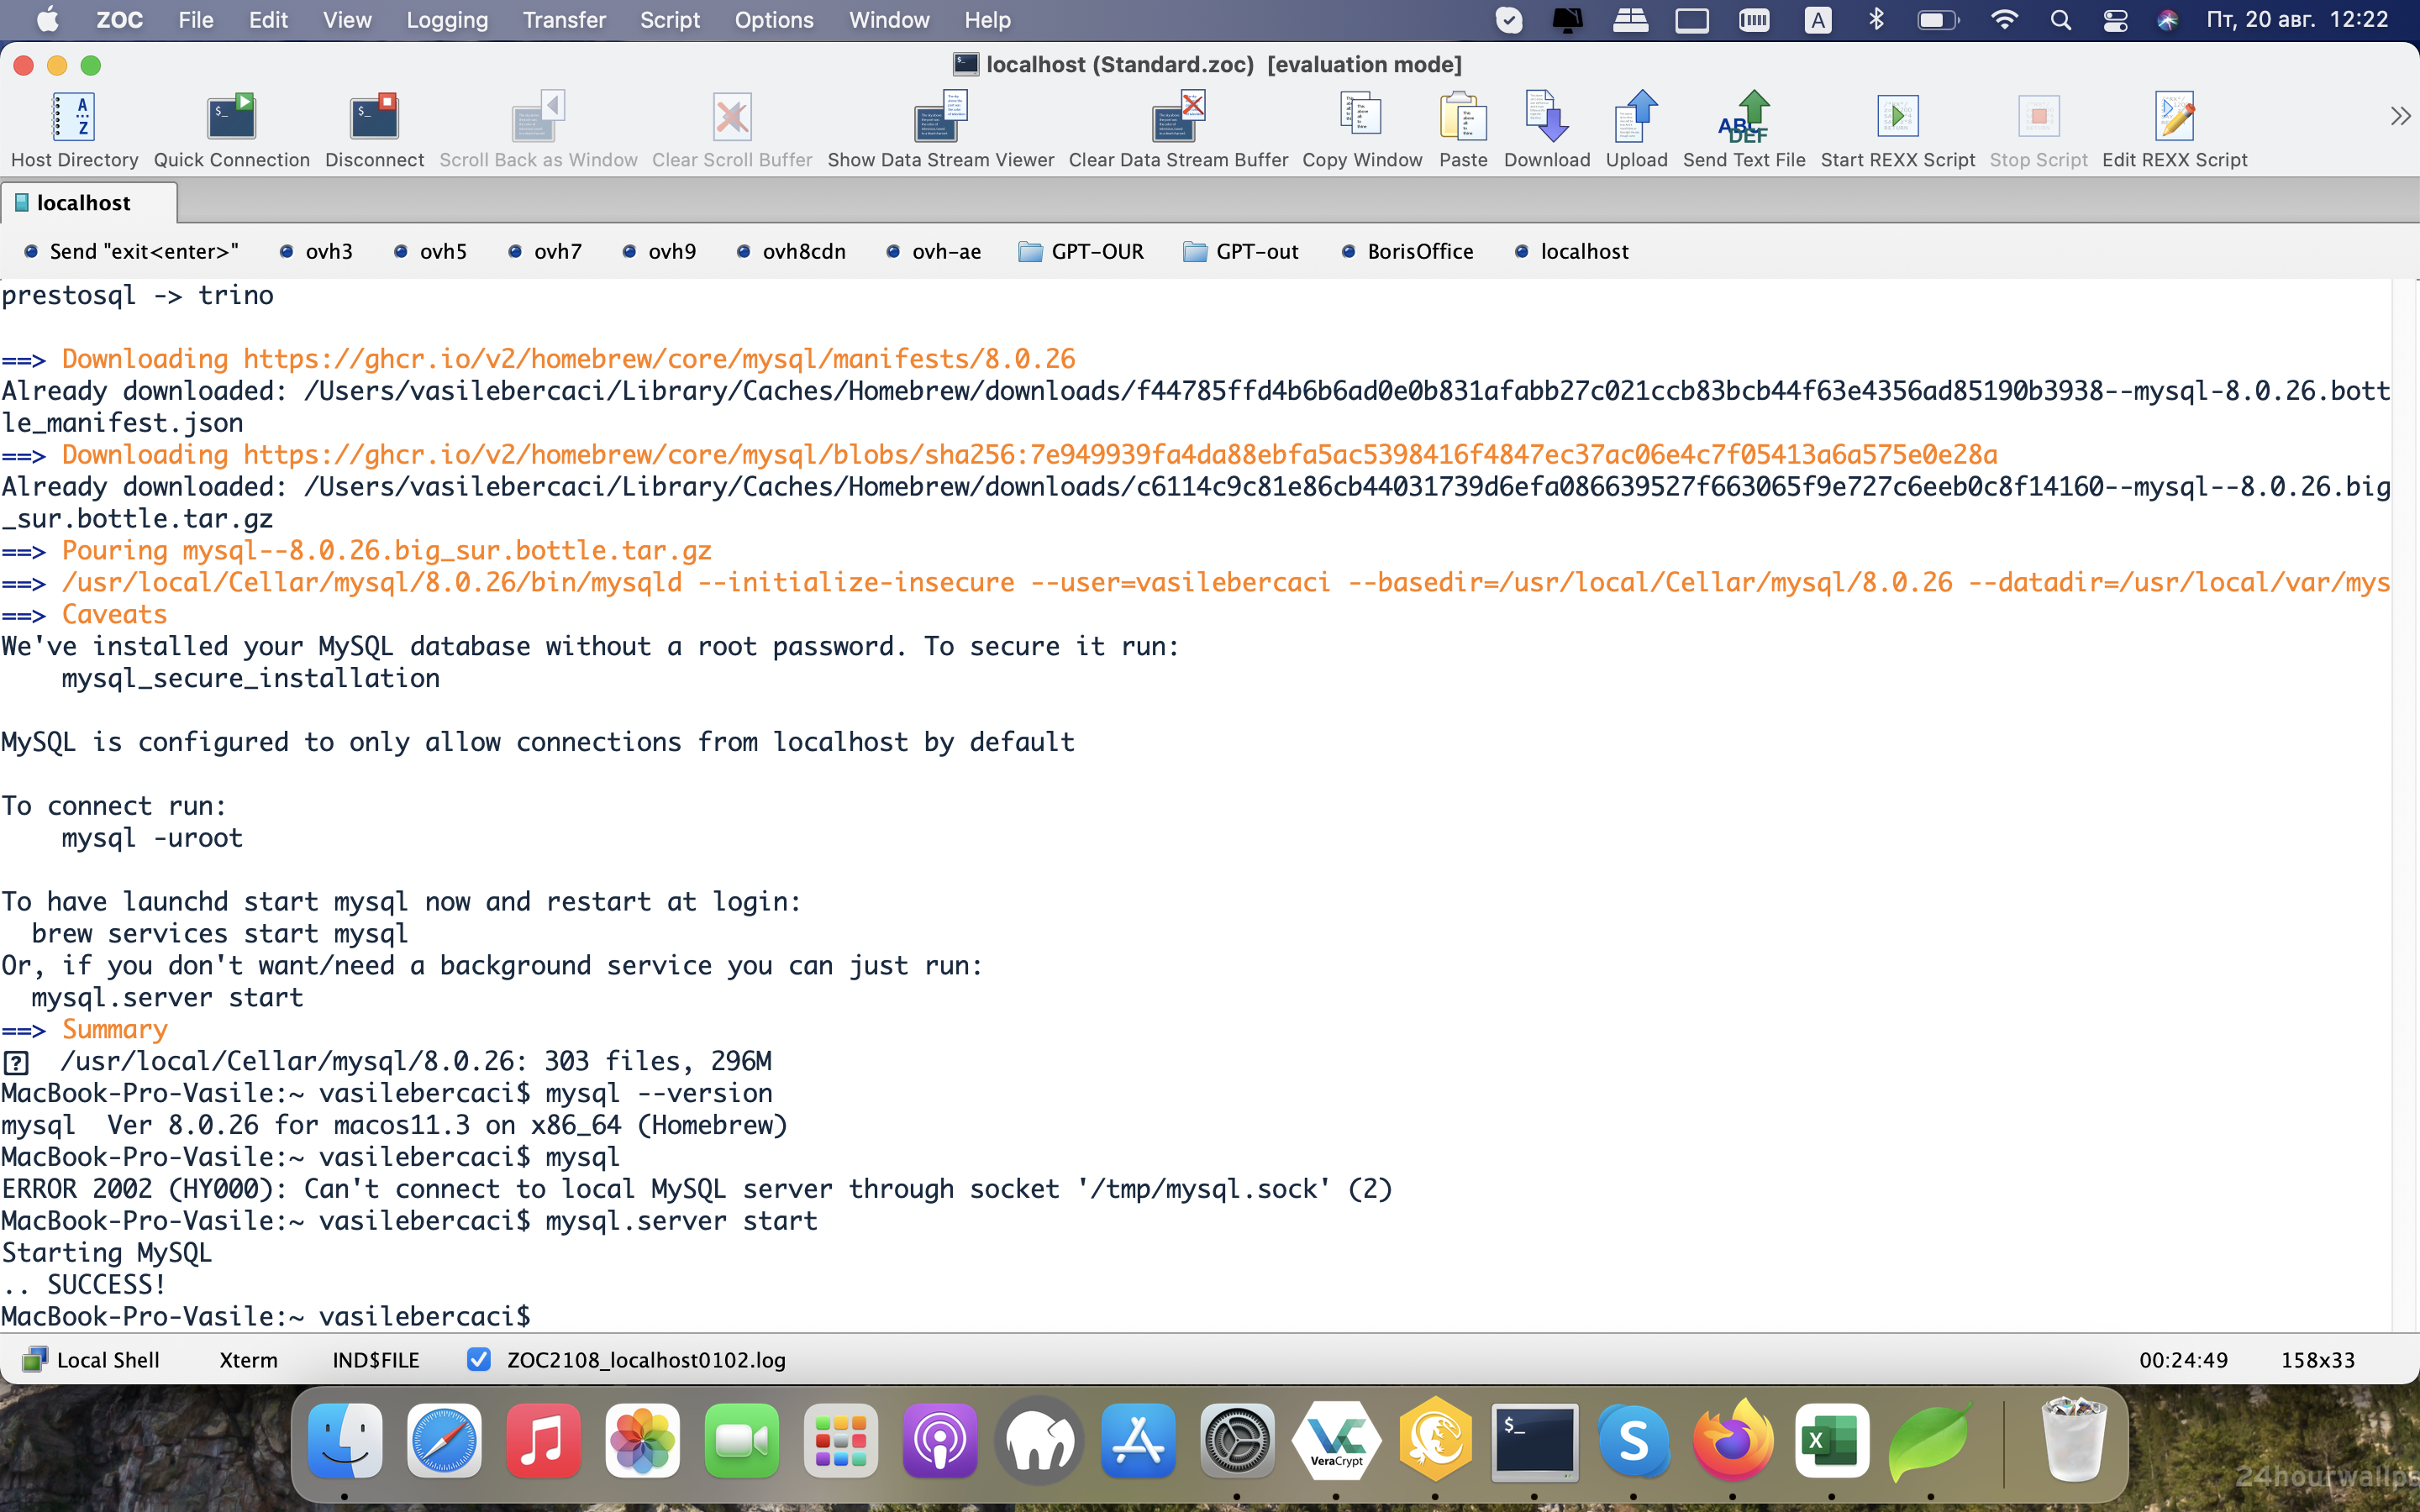 ZOC File Edit View Logging Transfer Script Options Window Help A Пт, 20 авг. 12:22
localhost (Standard.zoc) [evaluation mode]
Host Directory Quick Connection Disconnect Scroll Back as Window Clear Scroll Buffer Show Data Stream Viewer Clear Data Stream Buffer Copy Window Paste Download Upload Send Text File Start REXX Script Stop Script Edit REXX Script
localhost
Send "exit<enter>" ovh3 ovh5 ovh7 ovh9 ovh8cdn ovh-ae GPT-OUR GPT-out BorisOffice localhost
prestosql -> trino
==> Downloading https://ghcr.io/v2/homebrew/core/mysql/manifests/8.0.26
Already downloaded: /Users/vasilebercaci/Library/Caches/Homebrew/downloads/f44785ffd4b6b6ad0e0b831afabb27c021ccb83bcb44f63e4356ad85190b3938--mysql-8.0.26.bott
le_manifest.json
==> Downloading https://ghcr.io/v2/homebrew/core/mysql/blobs/sha256:7e949939fa4da88ebfa5ac5398416f4847ec37ac06e4c7f05413a6a575e0e28a
Already downloaded: /Users/vasilebercaci/Library/Caches/Homebrew/downloads/c6114c9c81e86cb44031739d6efa086639527f663065f9e727c6eeb0c8f14160--mysql--8.0.26.big
_sur.bottle.tar.gz
==> Pouring mysql--8.0.26.big_sur.bottle.tar.gz
==> /usr/local/Cellar/mysql/8.0.26/bin/mysqld --initialize-insecure --user=vasilebercaci --basedir=/usr/local/Cellar/mysql/8.0.26 --datadir=/usr/local/var/mys
==> Caveats
We've installed your MySQL database without a root password. To secure it run:
    mysql_secure_installation
MySQL is configured to only allow connections from localhost by default
To connect run:
    mysql -uroot
To have launchd start mysql now and restart at login:
  brew services start mysql
Or, if you don't want/need a background service you can just run:
  mysql.server start
==> Summary
/usr/local/Cellar/mysql/8.0.26: 303 files, 296M
MacBook-Pro-Vasile:~ vasilebercaci$ mysql --version
mysql  Ver 8.0.26 for macos11.3 on x86_64 (Homebrew)
MacBook-Pro-Vasile:~ vasilebercaci$ mysql
ERROR 2002 (HY000): Can't connect to local MySQL server through socket '/tmp/mysql.sock' (2)
MacBook-Pro-Vasile:~ vasilebercaci$ mysql.server start
Starting MySQL
.. SUCCESS!
MacBook-Pro-Vasile:~ vasilebercaci$
Local Shell Xterm IND$FILE ZOC2108_localhost0102.log 00:24:49 158x33
VeraCrypt
24hourwallp